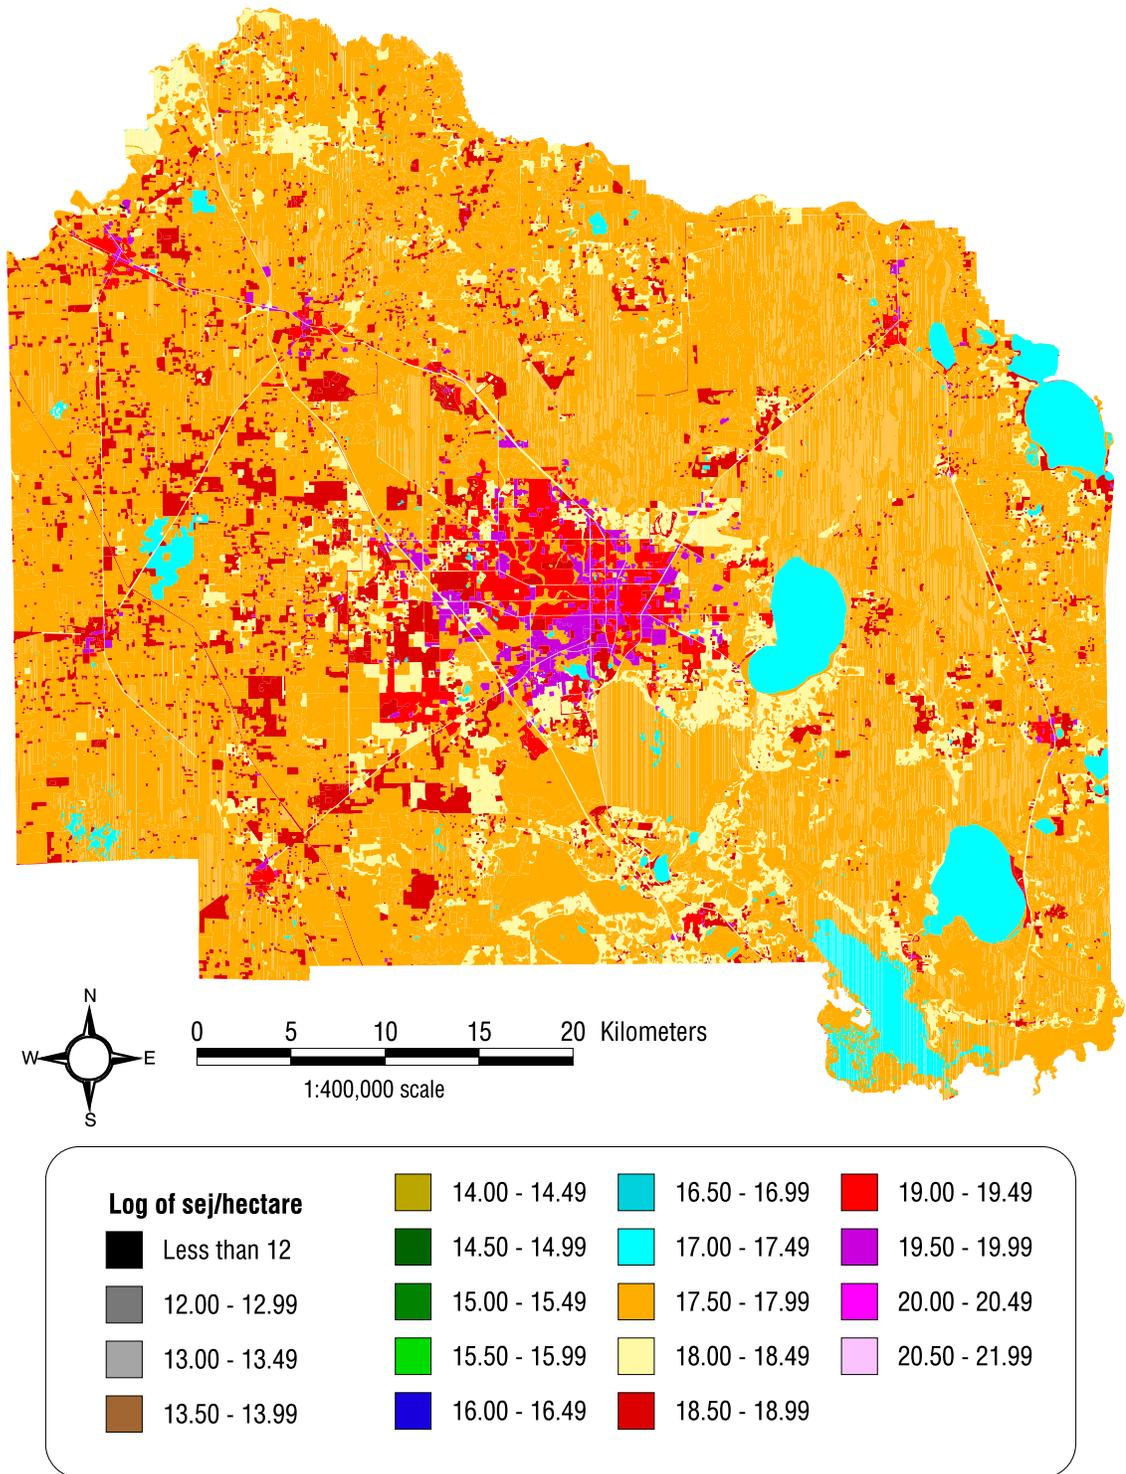 N
W
E
S
0 5 10 15 20 Kilometers
1:400,000 scale
Log of sej/hectare
Less than 12
12.00 - 12.99
13.00 - 13.49
13.50 - 13.99
14.00 - 14.49
14.50 - 14.99
15.00 - 15.49
15.50 - 15.99
16.00 - 16.49
16.50 - 16.99
17.00 - 17.49
17.50 - 17.99
18.00 - 18.49
18.50 - 18.99
19.00 - 19.49
19.50 - 19.99
20.00 - 20.49
20.50 - 21.99